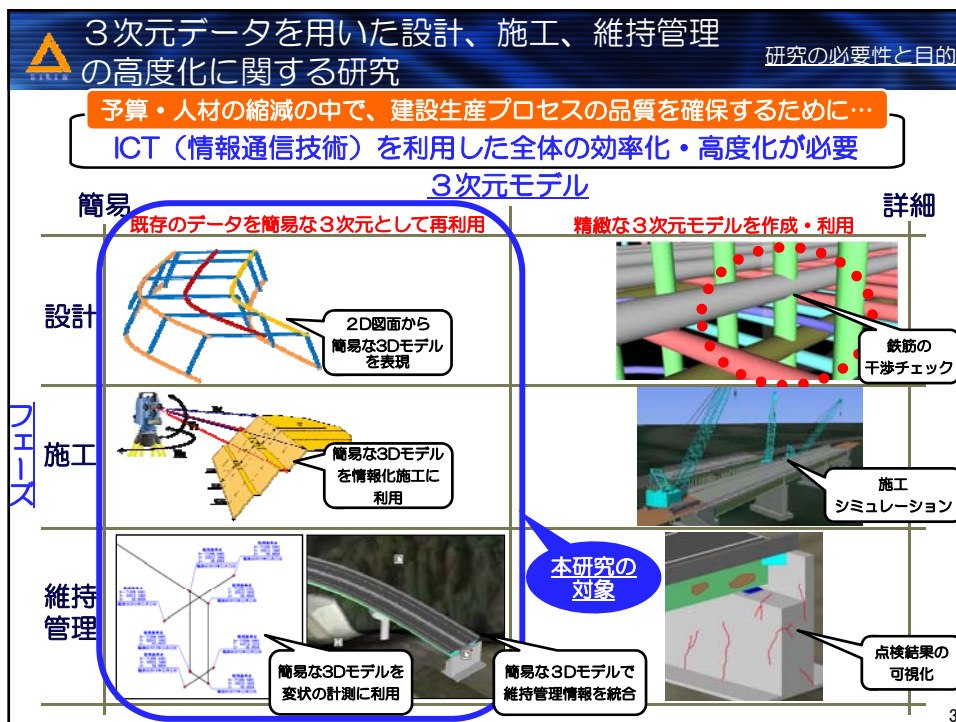 3次元データを用いた設計、施工、維持管理
の高度化に関する研究
研究の必要性と目的
予算・人材の縮減の中で、建設生産プロセスの品質を確保するために…
ICT（情報通信技術）を利用した全体の効率化・高度化が必要
3次元モデル
簡易
詳細
既存のデータを簡易な3次元として再利用
精緻な3次元モデルを作成・利用
フェーズ
設計
2D図面から
簡易な3Dモデル
を表現
鉄筋の
干渉チェック
施工
簡易な3Dモデル
を情報化施工に
利用
施工
シミュレーション
本研究の
対象
維持
管理
簡易な3Dモデルを
変状の計測に利用
簡易な3Dモデルで
維持管理情報を統合
点検結果の
可視化
3